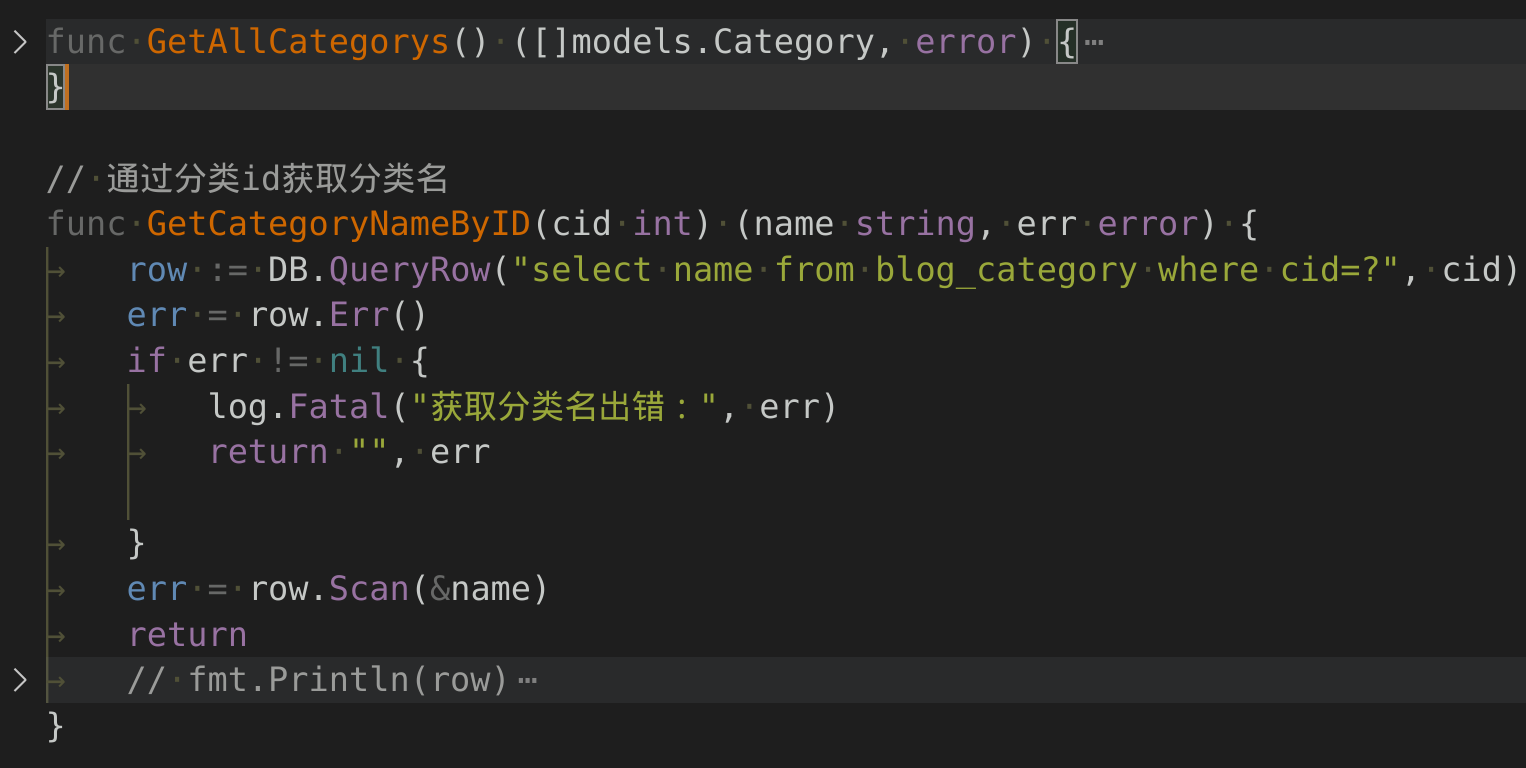 func GetAllCategorys() ([]models.Category, error) {⋯
}
// 通过分类id获取分类名
func GetCategoryNameByID(cid int) (name string, err error) {
row := DB.QueryRow("select name from blog_category where cid=?", cid)
err = row.Err()
if err != nil {
log.Fatal("获取分类名出错：", err)
return "", err
}
err = row.Scan(&name)
return
// fmt.Println(row)⋯
}